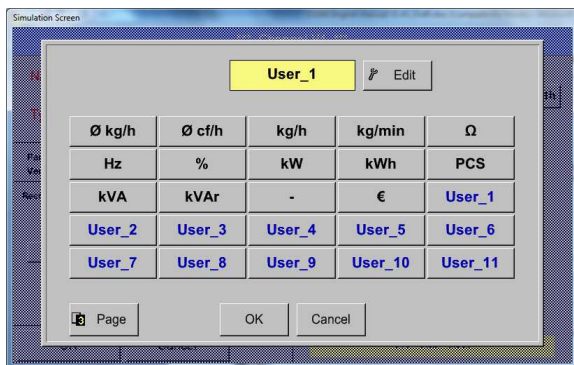 Simulation Screen
User_1 Edit
Ø kg/h Ø cf/h kg/h kg/min Ω
Hz % kW kWh PCS
kVA kVAr - € User_1
User_2 User_3 User_4 User_5 User_6
User_7 User_8 User_9 User_10 User_11
Page OK Cancel